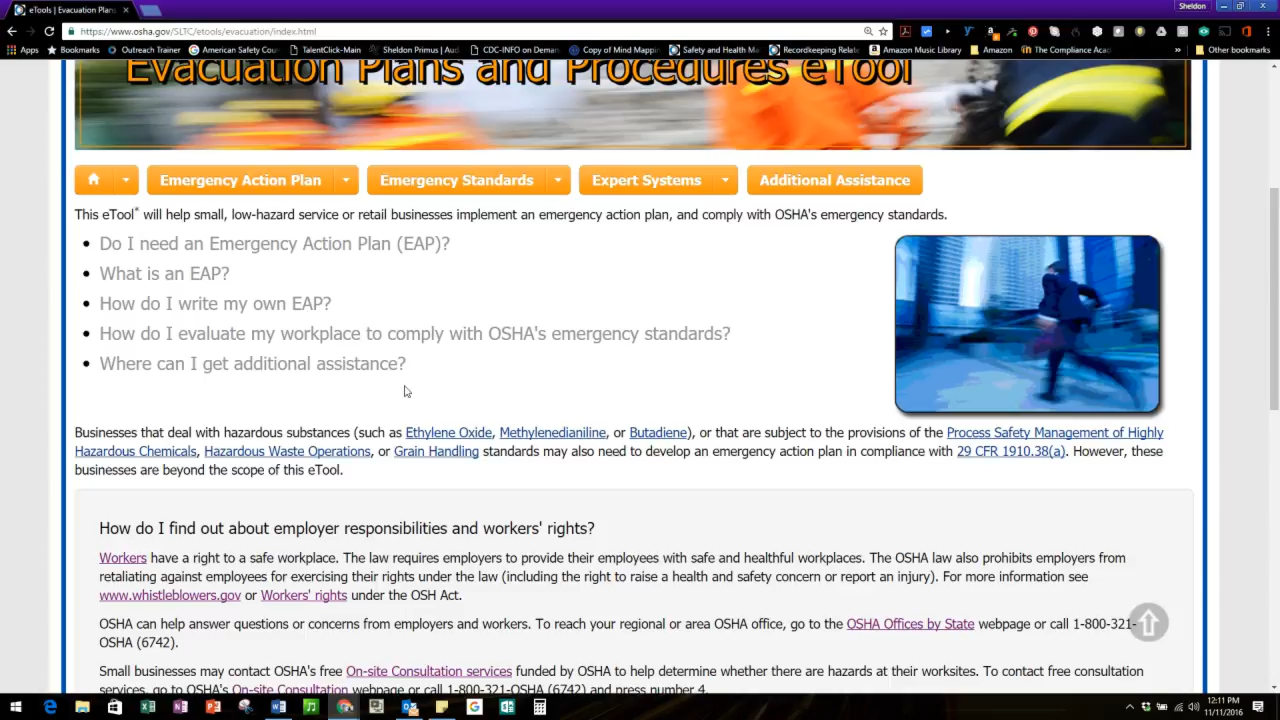 eTools | Evacuation Plans
Sheldon
https://www.osha.gov/SLTC/etools/evacuation/index.html
Apps
Bookmarks
Outreach Trainer
American Safety Coun
TalentClick-Main
Sheldon Primus | Aud
CDC-INFO on Deman
Copy of Mind Mappin
Safety and Health Ma
Recordkeeping Relate
Amazon Music Library
Amazon
The Compliance Acad
»
Other bookmarks
Evacuation Plans and Procedures eTool
Emergency Action Plan
Emergency Standards
Expert Systems
Additional Assistance
This eTool* will help small, low-hazard service or retail businesses implement an emergency action plan, and comply with OSHA's emergency standards.
• Do I need an Emergency Action Plan (EAP)?
• What is an EAP?
• How do I write my own EAP?
• How do I evaluate my workplace to comply with OSHA's emergency standards?
• Where can I get additional assistance?
Businesses that deal with hazardous substances (such as Ethylene Oxide, Methylenedianiline, or Butadiene), or that are subject to the provisions of the Process Safety Management of Highly
Hazardous Chemicals, Hazardous Waste Operations, or Grain Handling standards may also need to develop an emergency action plan in compliance with 29 CFR 1910.38(a). However, these
businesses are beyond the scope of this eTool.
How do I find out about employer responsibilities and workers' rights?
Workers have a right to a safe workplace. The law requires employers to provide their employees with safe and healthful workplaces. The OSHA law also prohibits employers from
retaliating against employees for exercising their rights under the law (including the right to raise a health and safety concern or report an injury). For more information see
www.whistleblowers.gov or Workers' rights under the OSH Act.
OSHA can help answer questions or concerns from employers and workers. To reach your regional or area OSHA office, go to the OSHA Offices by State webpage or call 1-800-321-
OSHA (6742).
Small businesses may contact OSHA's free On-site Consultation services funded by OSHA to help determine whether there are hazards at their worksites. To contact free consultation
services, go to OSHA's On-site Consultation webpage or call 1-800-321-OSHA (6742) and press number 4.
12:11 PM
11/11/2016